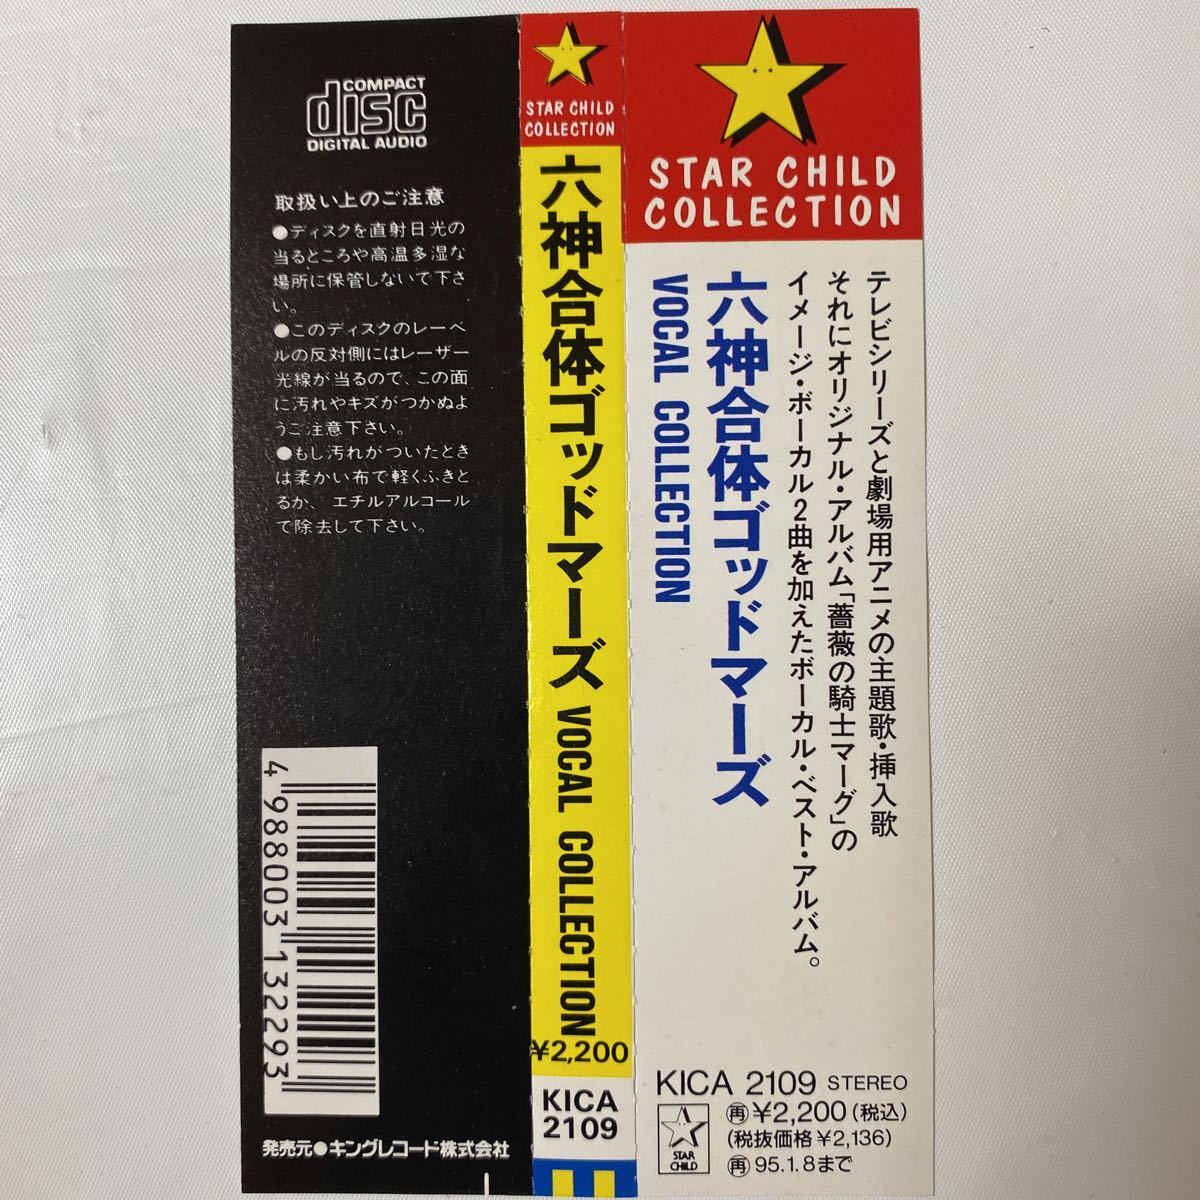 COMPACT
disc
DIGITAL AUDIO
取扱い上のご注意
●ディスクを直射日光の
当るところや高温多湿な
場所に保管しないで下さ
い。
●このディスクのレーベ
ルの反対側にはレーザー
光線が当るので、この面
に汚れやキズがつかぬよ
うご注意下さい。
●もし汚れがついたとき
は柔かい布で軽くふきと
るか、エチルアルコール
で除去して下さい。
4 988003 132293
発売元●キングレコード株式会社
STAR CHILD
COLLECTION
六神合体ゴッドマーズ VOCAL COLLECTION
¥2,200
KICA
2109
STAR CHILD
COLLECTION
テレビシリーズと劇場用アニメの主題歌・挿入歌
それにオリジナル・アルバム「薔薇の騎士マーグ」の
イメージ・ボーカル2曲を加えたボーカル・ベスト・アルバム。
六神合体ゴッドマーズ
VOCAL COLLECTION
KICA 2109 STEREO
㊢¥2,200(税込)
(税抜価格¥2,136)
再95.1.8まで
STAR
CHILD